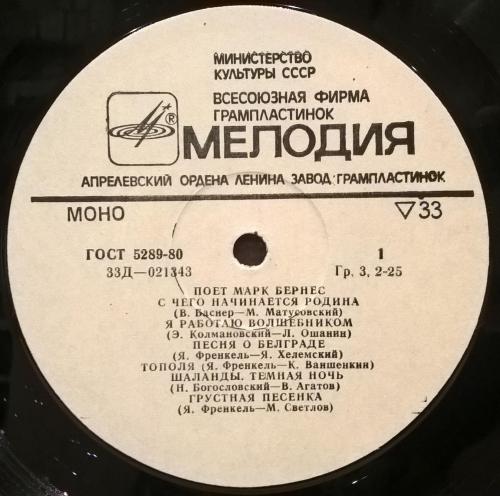 МИНИСТЕРСТВО
КУЛЬТУРЫ СССР
ВСЕСОЮЗНАЯ ФИРМА
ГРАМПЛАСТИНОК
®
МЕЛОДИЯ
АПРЕЛЕВСКИЙ ОРДЕНА ЛЕНИНА ЗАВОД ГРАМПЛАСТИНОК
МОНО ▽33
ГОСТ 5289-80 1
33Д—021343 Гр. 3, 2-25
ПОЕТ МАРК БЕРНЕС
С ЧЕГО НАЧИНАЕТСЯ РОДИНА
(В. Баснер—М. Матусовский)
Я РАБОТАЮ ВОЛШЕБНИКОМ
(Э. Колмановский—Л. Ошанин)
ПЕСНЯ О БЕЛГРАДЕ
(Я. Френкель—Я. Хелемский)
ТОПОЛЯ (Я. Френкель—К. Ваншенкин)
ШАЛАНДЫ, ТЕМНАЯ НОЧЬ
(Н. Богословский—В. Агатов)
ГРУСТНАЯ ПЕСЕНКА
(Я. Френкель—М. Светлов)